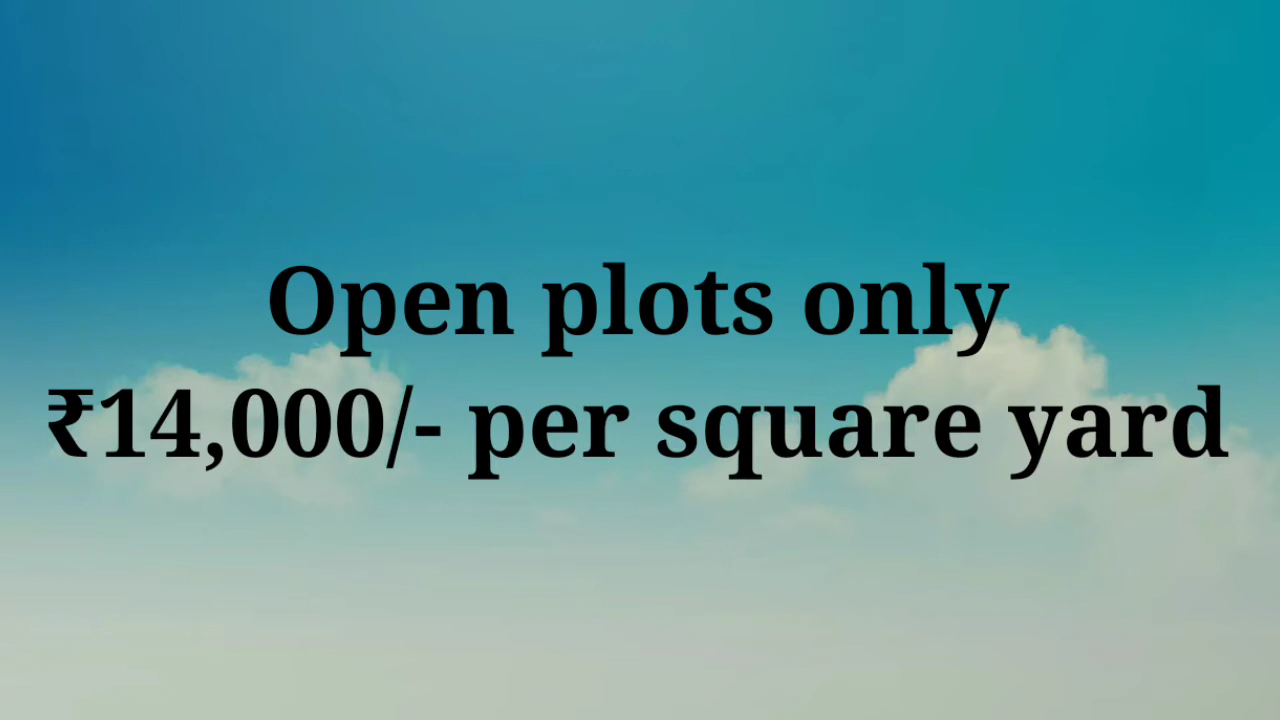 Open plots only
₹14,000/- per square yard